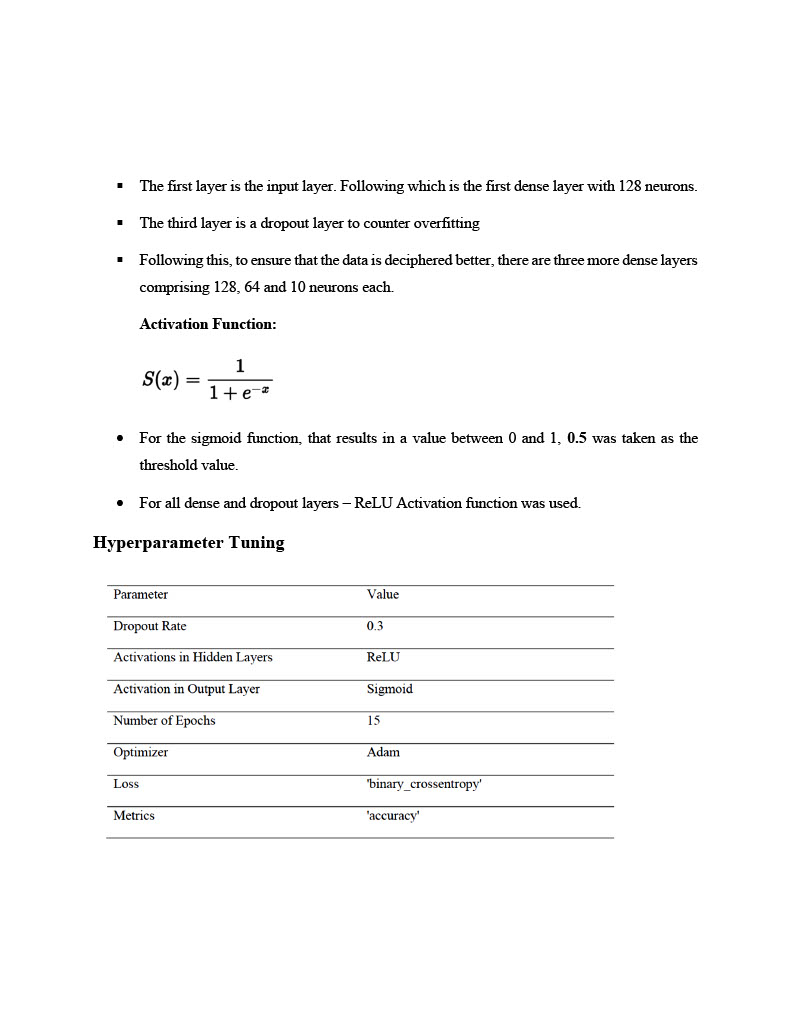 ▪ The first layer is the input layer. Following which is the first dense layer with 128 neurons.
▪ The third layer is a dropout layer to counter overfitting
▪ Following this, to ensure that the data is deciphered better, there are three more dense layers
comprising 128, 64 and 10 neurons each.
Activation Function:
S(x) = 1 / (1 + e^{-x})
• For the sigmoid function, that results in a value between 0 and 1, 0.5 was taken as the
threshold value.
• For all dense and dropout layers – ReLU Activation function was used.
Hyperparameter Tuning
Parameter Value
Dropout Rate 0.3
Activations in Hidden Layers ReLU
Activation in Output Layer Sigmoid
Number of Epochs 15
Optimizer Adam
Loss 'binary_crossentropy'
Metrics 'accuracy'